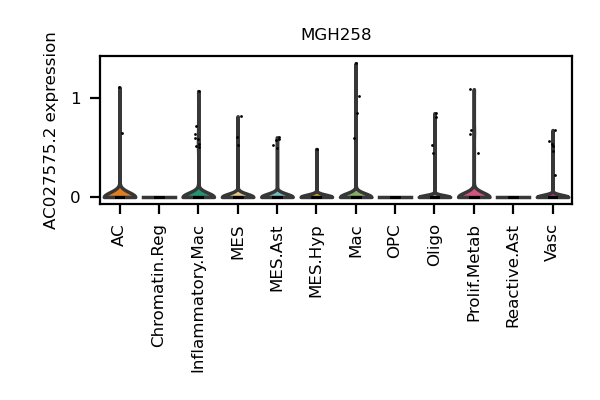 MGH258
AC027575.2 expression
1
0
AC
Chromatin.Reg
Inflammatory.Mac
MES
MES.Ast
MES.Hyp
Mac
OPC
Oligo
Prolif.Metab
Reactive.Ast
Vasc